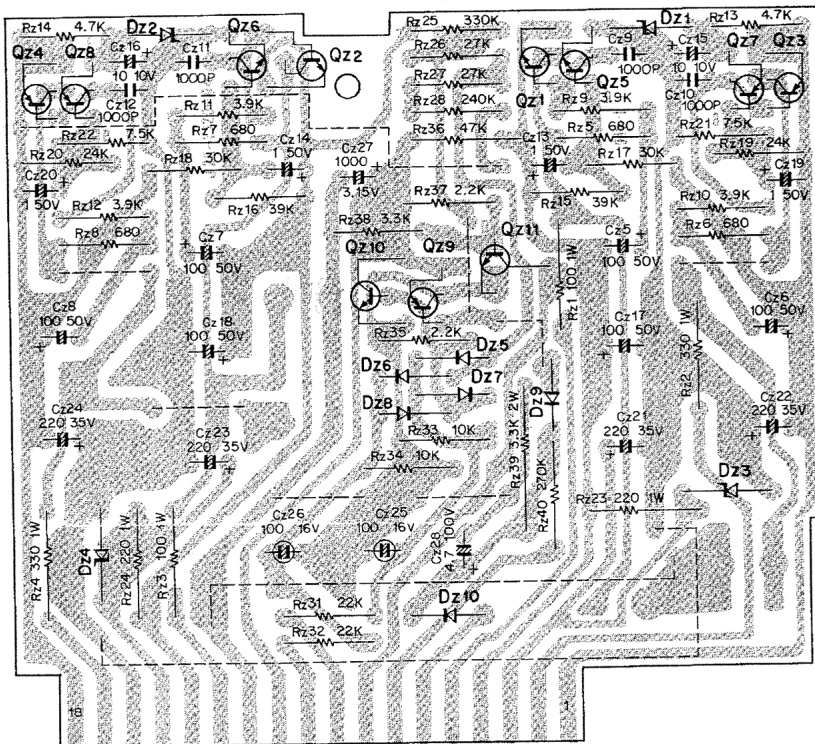 Rz14 4.7K
Dz2
Qz6
Rz25 330K
Dz1
Rz13 4.7K
Qz4 Qz8
Cz16
10 10V
Cz11
1000P
Qz2
Rz26 27K
Cz9
1000P
Cz15
10 10V
Qz7
Qz3
Cz12
1000P
Rz27 27K
Qz1
Qz5
Cz10
1000P
Rz11 3.9K
Rz28 240K
Rz9 3.9K
Rz22 7.5K
Rz7 680
Cz14
1 50V
Cz27
1000
3.15V
Rz36 47K
Cz13
1 50V
Rz5 680
Rz21 7.5K
Rz20 24K
Rz18 30K
Rz17 30K
Rz19 24K
Cz20
1 50V
Rz16 39K
Rz37 2.2K
Rz15 39K
Cz19
1 50V
Rz12 3.9K
Rz10 3.9K
Rz8 680
Cz7
100 50V
Rz38 3.3K
Cz5
100 50V
Rz6 680
Qz10
Qz9
Qz11
Rz1 100 1W
Cz8
100 50V
Cz18
100 50V
Rz35 2.2K
Cz17
100 50V
Rz2 330 1W
Cz6
100 50V
Dz5
Dz6
Dz7
Dz8
Dz9
Cz24
220 35V
Cz23
220 35V
Rz33 10K
Rz34 10K
Rz39 3.3K 2W
Rz40 270K
Cz21
220 35V
Cz22
220 35V
Dz3
Rz23 220 1W
Rz4 330 1W
Dz4
Rz24 220 1W
Rz3 100 1W
Cz26
100 16V
Cz25
100 16V
Cz28
4.7 100V
Rz31 22K
Dz10
Rz32 22K
18
1